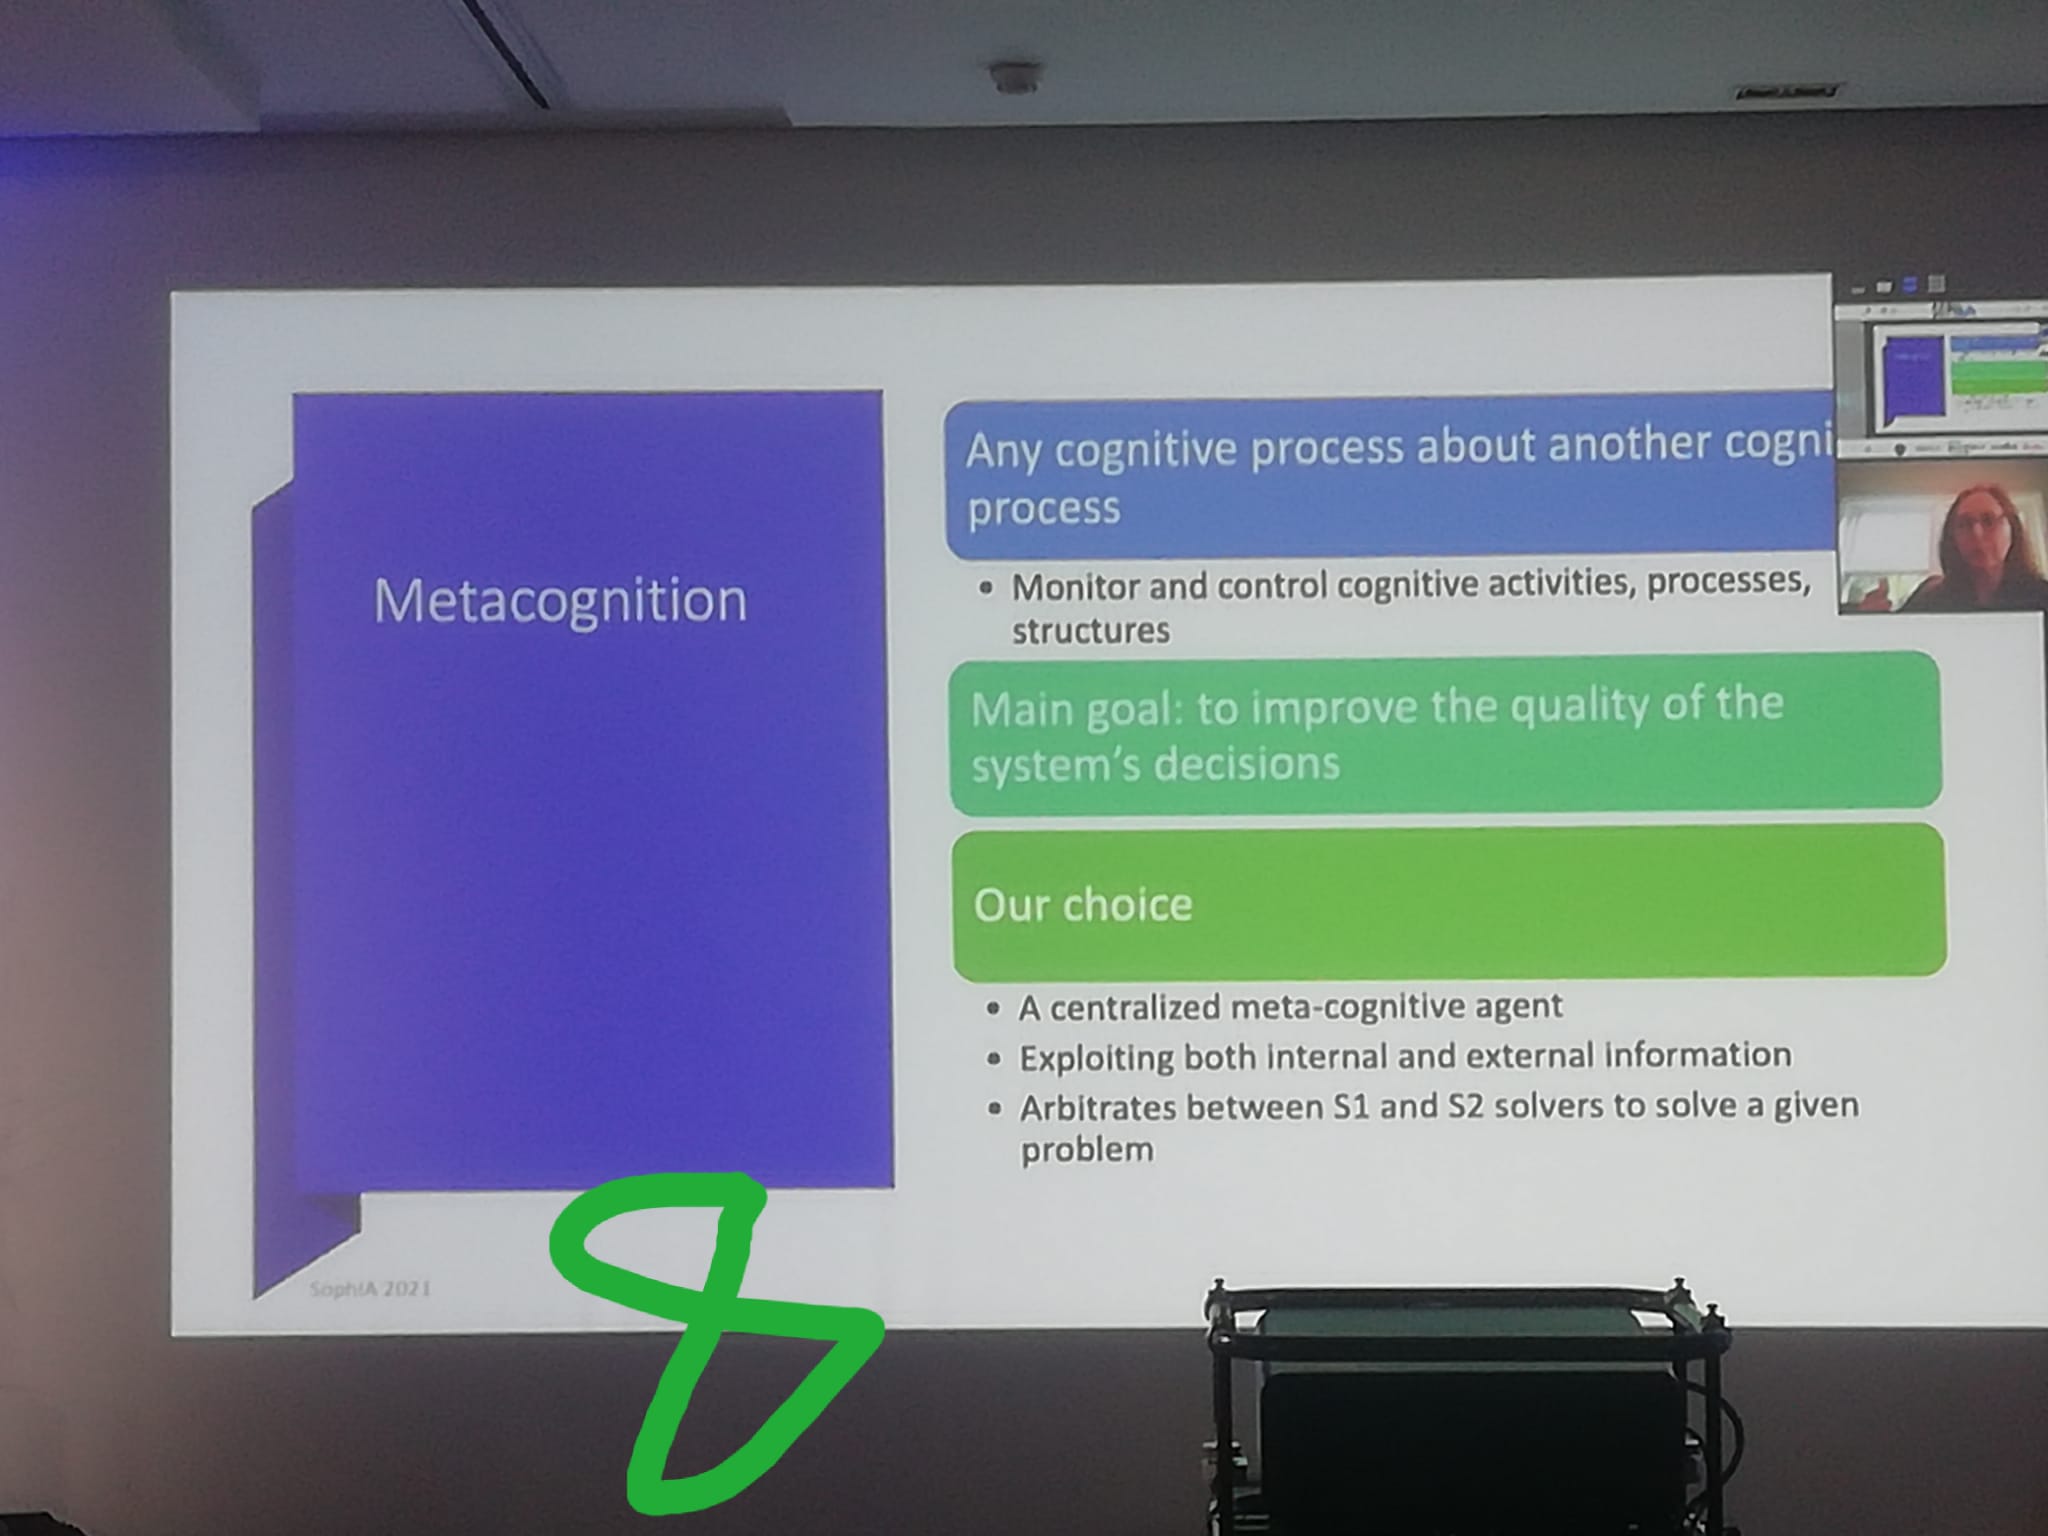 Metacognition
Any cognitive process about another cogni
process
• Monitor and control cognitive activities, processes,
structures
Main goal: to improve the quality of the
system's decisions
Our choice
• A centralized meta-cognitive agent
• Exploiting both internal and external information
• Arbitrates between S1 and S2 solvers to solve a given
problem
SophIA 2021
8